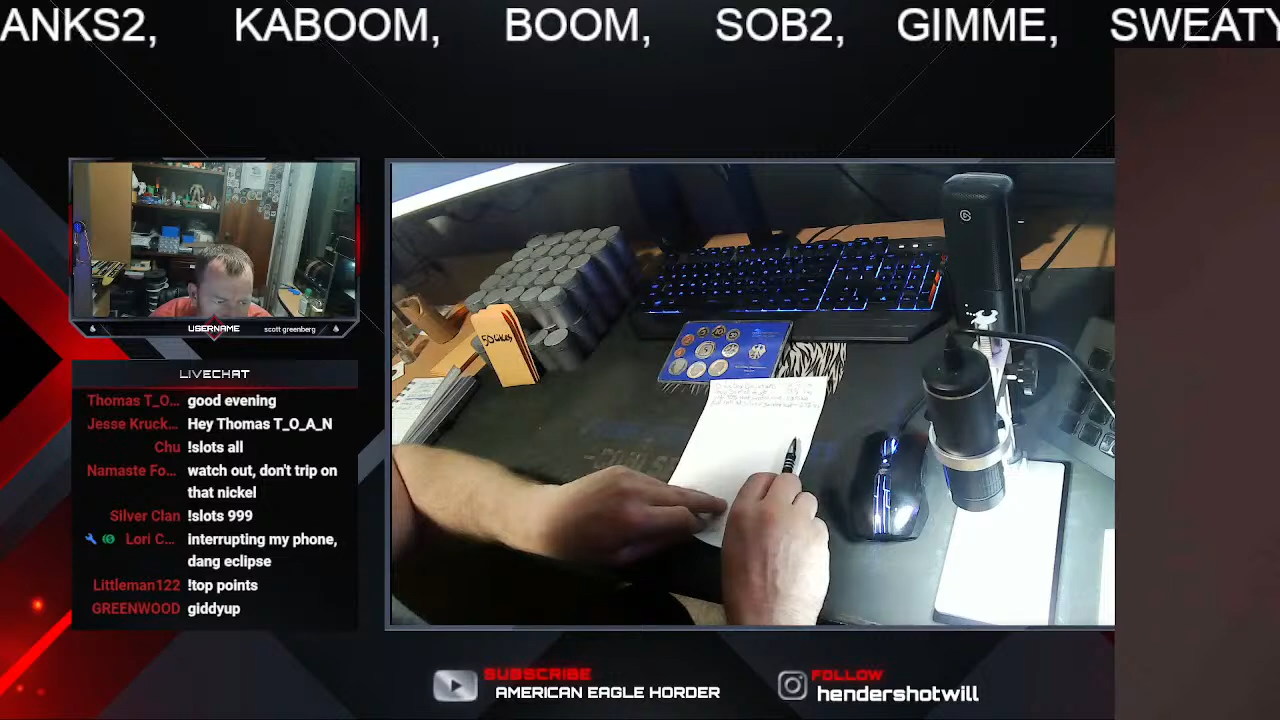 ANKS2, KABOOM, BOOM, SOB2, GIMME, SWEATY
USERNAME
scott greenberg
LIVECHAT
Thomas T_O... good evening
Jesse Kruck... Hey Thomas T_O_A_N
Chu !slots all
Namaste Fo... watch out, don't trip on
that nickel
Silver Clan !slots 999
Lori C... interrupting my phone,
dang eclipse
Littleman122 !top points
GREENWOOD giddyup
SUBSCRIBE
AMERICAN EAGLE HORDER
FOLLOW
hendershotwill